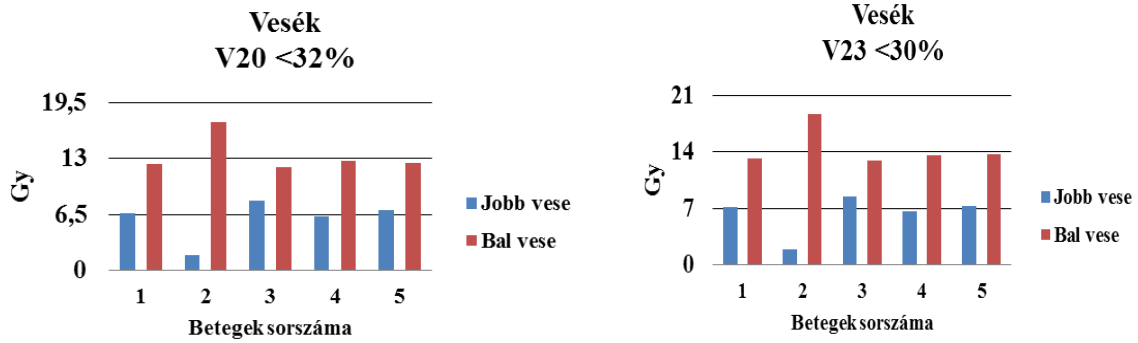 Vesék
V20 <32%
19,5
13
6,5
0
Gy
1 2 3 4 5
Betegek sorszáma
Jobb vese
Bal vese
Vesék
V23 <30%
21
14
7
0
Gy
1 2 3 4 5
Betegek sorszáma
Jobb vese
Bal vese